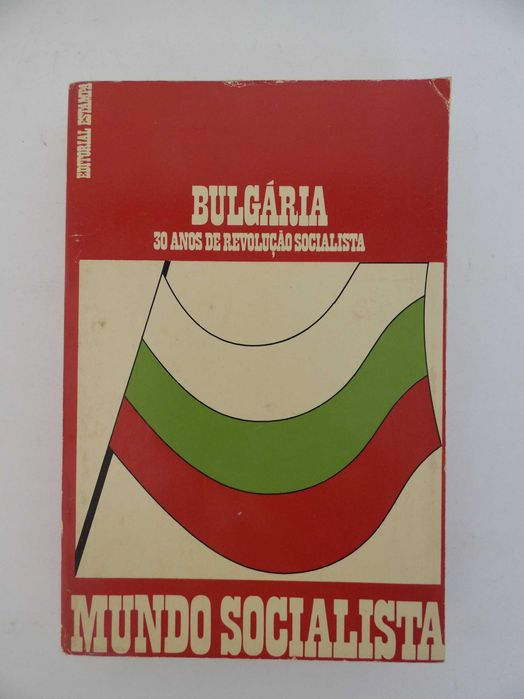 EDITORIAL ESTAMPA
BULGÁRIA
30 ANOS DE REVOLUÇÃO SOCIALISTA
MUNDO SOCIALISTA